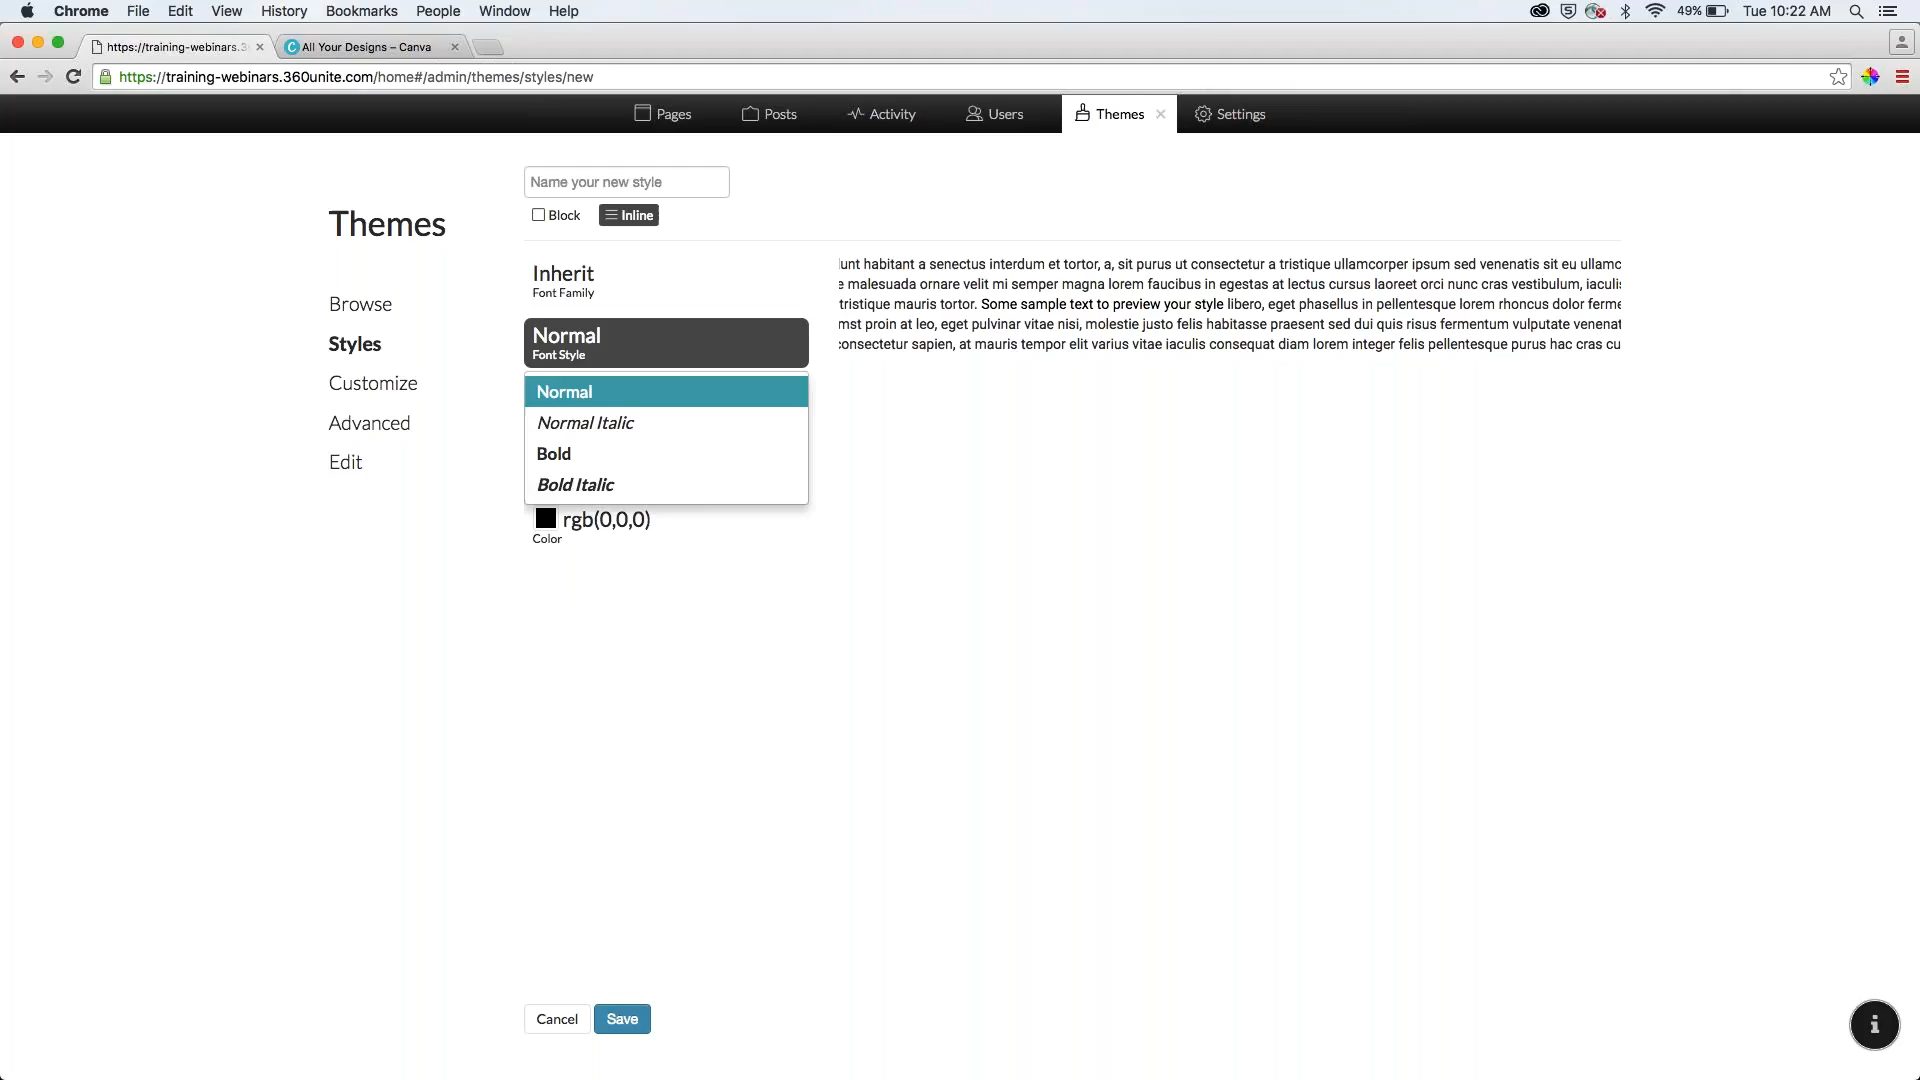 Chrome File Edit View History Bookmarks People Window Help 49% Tue 10:22 AM
https://training-webinars.3 All Your Designs – Canva
https://training-webinars.360unite.com/home#/admin/themes/styles/new
Pages Posts Activity Users Themes Settings
Name your new style
Block Inline
Themes
Browse
Styles
Customize
Advanced
Edit
Inherit
Font Family
Normal
Font Style
Normal
Normal Italic
Bold
Bold Italic
rgb(0,0,0)
Color
unt habitant a senectus interdum et tortor, a, sit purus ut consectetur a tristique ullamcorper ipsum sed venenatis sit eu ullamc
e malesuada ornare velit mi semper magna lorem faucibus in egestas at lectus cursus laoreet orci nunc cras vestibulum, iaculis
tristique mauris tortor. Some sample text to preview your style libero, eget phasellus in pellentesque lorem rhoncus dolor ferme
mst proin at leo, eget pulvinar vitae nisi, molestie justo felis habitasse praesent sed dui quis risus fermentum vulputate venenat
consectetur sapien, at mauris tempor elit varius vitae iaculis consequat diam lorem integer felis pellentesque purus hac cras cu
Cancel Save